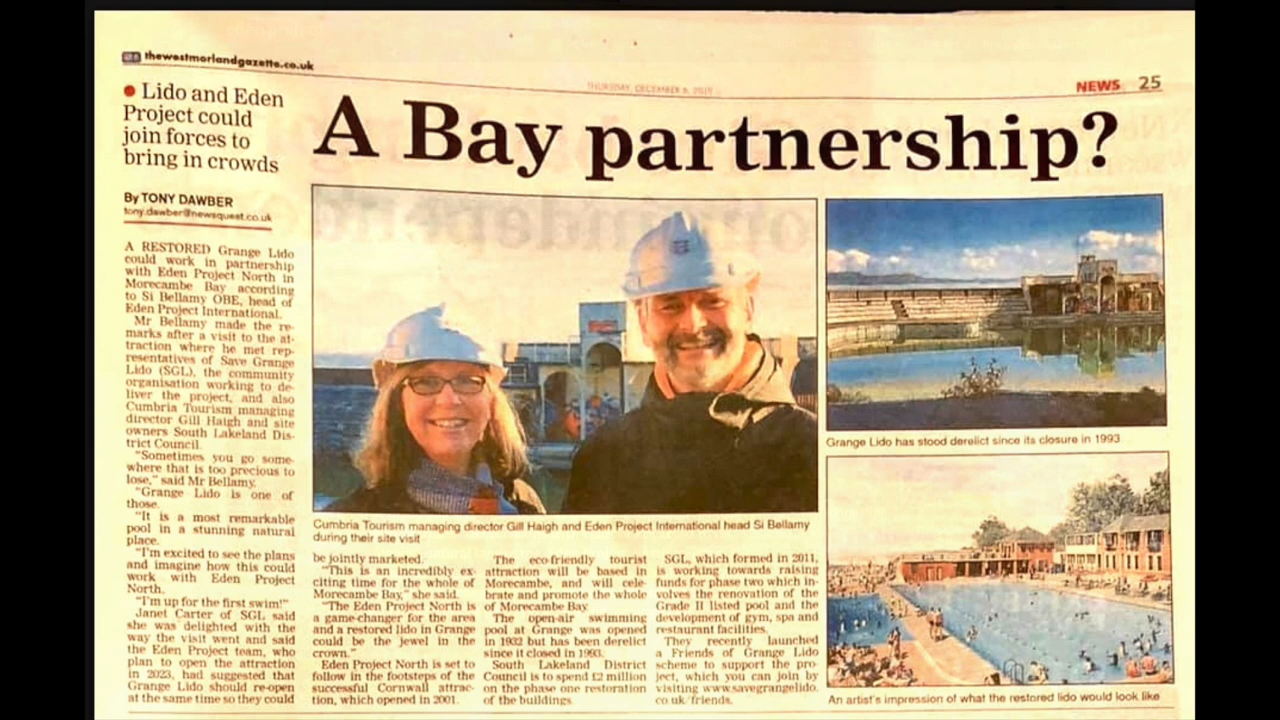 thewestmorlandgazette.co.uk
THURSDAY, DECEMBER 5, 2019
NEWS 25
• Lido and Eden
Project could
join forces to
bring in crowds
A Bay partnership?
By TONY DAWBER
tony.dawber@newsquest.co.uk
A RESTORED Grange Lido
could work in partnership
with Eden Project North in
Morecambe Bay according
to Si Bellamy OBE, head of
Eden Project International.
Mr Bellamy made the re-
marks after a visit to the at-
traction where he met rep-
resentatives of Save Grange
Lido (SGL), the community
organisation working to de-
liver the project, and also
Cumbria Tourism managing
director Gill Haigh and site
owners South Lakeland Dis-
trict Council.
"Sometimes you go some-
where that is too precious to
lose," said Mr Bellamy.
"Grange Lido is one of
those.
"It is a most remarkable
pool in a stunning natural
place.
"I'm excited to see the plans
and imagine how this could
work with Eden Project
North.
"I'm up for the first swim!"
Janet Carter of SGL said
she was delighted with the
way the visit went and said
the Eden Project team, who
plan to open the attraction
in 2023, had suggested that
Grange Lido should re-open
at the same time so they could
Cumbria Tourism managing director Gill Haigh and Eden Project International head Si Bellamy
during their site visit
be jointly marketed.
"This is an incredibly ex-
citing time for the whole of
Morecambe Bay," she said.
"The Eden Project North is
a game-changer for the area
and a restored lido in Grange
could be the jewel in the
crown."
Eden Project North is set to
follow in the footsteps of the
successful Cornwall attrac-
tion, which opened in 2001.
The eco-friendly tourist
attraction will be based in
Morecambe, and will cele-
brate and promote the whole
of Morecambe Bay.
The open-air swimming
pool at Grange was opened
in 1932 but has been derelict
since it closed in 1993.
South Lakeland District
Council is to spend £2 million
on the phase one restoration
of the buildings.
SGL, which formed in 2011,
is working towards raising
funds for phase two which in-
volves the renovation of the
Grade II listed pool and the
development of gym, spa and
restaurant facilities.
They recently launched
a Friends of Grange Lido
scheme to support the pro-
ject, which you can join by
visiting www.savegrangelido.
co.uk/friends.
Grange Lido has stood derelict since its closure in 1993
An artist's impression of what the restored lido would look like